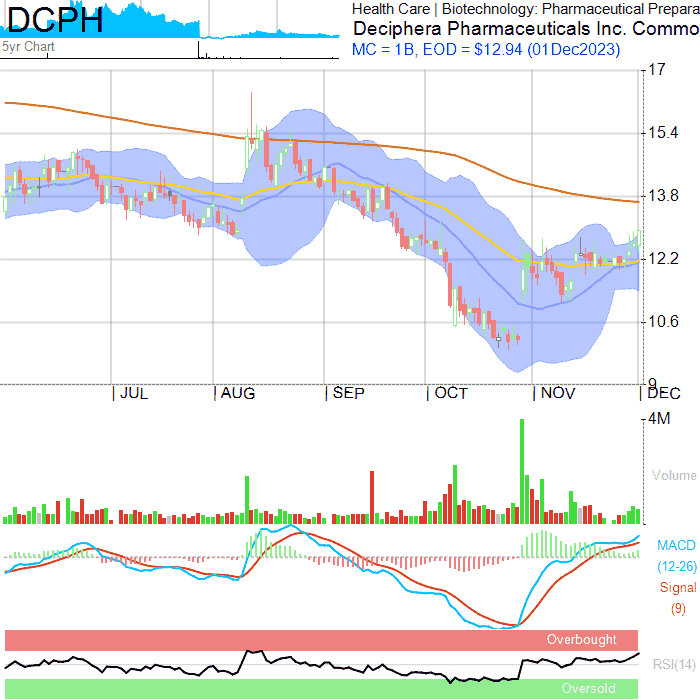 DCPH
5yr Chart
Health Care | Biotechnology: Pharmaceutical Prepara
Deciphera Pharmaceuticals Inc. Commo
MC = 1B, EOD = $12.94 (01Dec2023)
17
15.4
13.8
12.2
10.6
9
JUL AUG SEP OCT NOV DEC
4M
Volume
MACD
(12-26)
Signal
(9)
Overbought
RSI(14)
Oversold